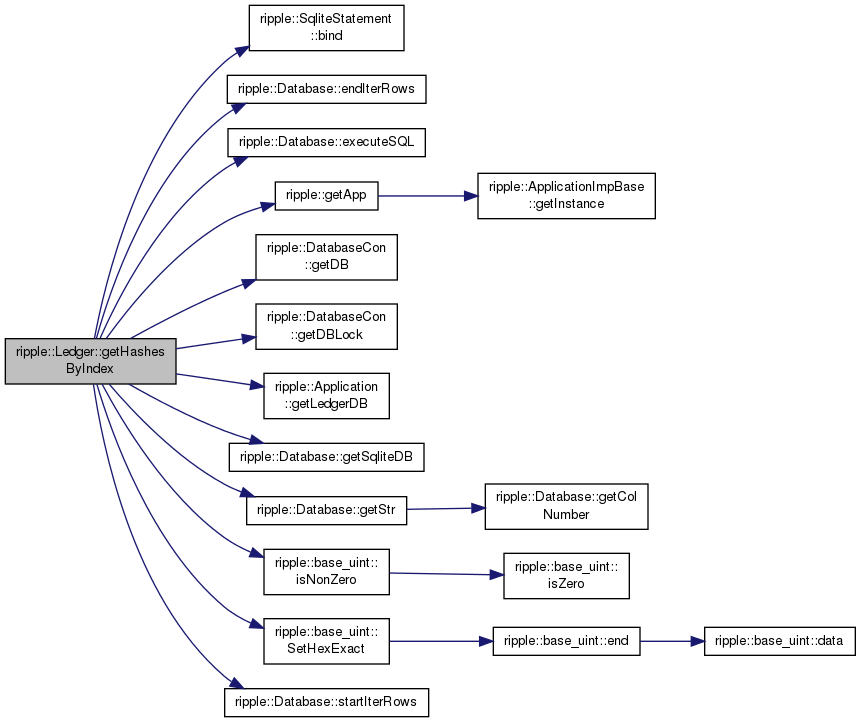 ripple::SqliteStatement
::bind
ripple::Database::endIterRows
ripple::Database::executeSQL
ripple::getApp
ripple::ApplicationImpBase
::getInstance
ripple::DatabaseCon
::getDB
ripple::DatabaseCon
::getDBLock
ripple::Ledger::getHashes
ByIndex
ripple::Application
::getLedgerDB
ripple::Database::getSqliteDB
ripple::Database::getStr
ripple::Database::getCol
Number
ripple::base_uint::
isNonZero
ripple::base_uint::
isZero
ripple::base_uint::
SetHexExact
ripple::base_uint::end
ripple::base_uint::data
ripple::Database::startIterRows